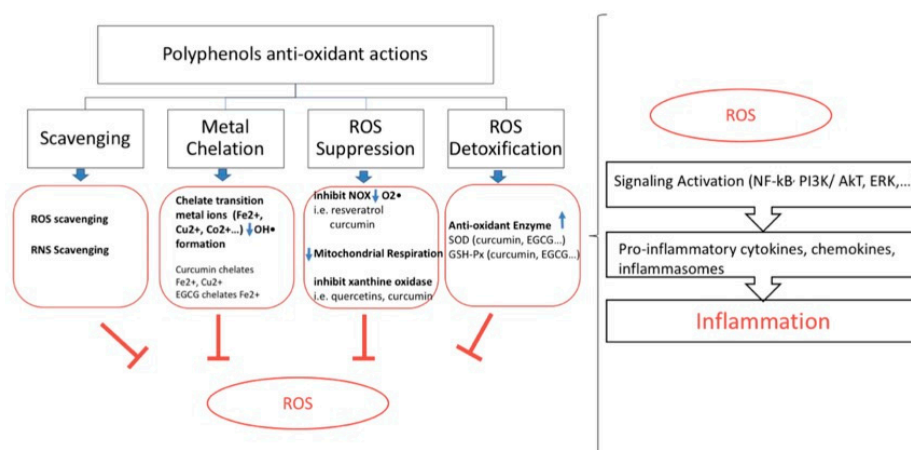 Polyphenols anti-oxidant actions
Scavenging
Metal
Chelation
ROS
Suppression
ROS
Detoxification
ROS scavenging
RNS Scavenging
Chelate transition
metal ions (Fe2+,
Cu2+, Co2+...) OH•
formation
Curcumin chelates
Fe2+, Cu2+
EGCG chelates Fe2+
Inhibit NOX O2•
i.e. resveratrol
curcumin
Mitochondrial Respiration
inhibit xanthine oxidase
i.e. quercetins, curcumin
Anti-oxidant Enzyme
SOD (curcumin, EGCG...)
GSH-Px (curcumin, EGCG...)
ROS
ROS
Signaling Activation (NF-kB· PI3K/ AkT, ERK,...
Pro-inflammatory cytokines, chemokines,
inflammasomes
Inflammation